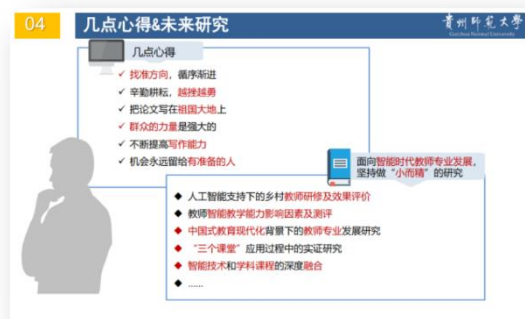 04
几点心得&未来研究
贵州师范大学
Guizhou Normal University
几点心得
✓ 找准方向，循序渐进
✓ 辛勤耕耘，越挫越勇
✓ 把论文写在祖国大地上
✓ 群众的力量是强大的
✓ 不断提高写作能力
✓ 机会永远留给有准备的人
面向智能时代教师专业发展，
坚持做“小而精”的研究
◆ 人工智能支持下的乡村教师研修及效果评价
◆ 教师智能教学能力影响因素及测评
◆ 中国式教育现代化背景下的教师专业发展研究
◆ “三个课堂”应用过程中的实证研究
◆ 智能技术和学科课程的深度融合
◆ ......